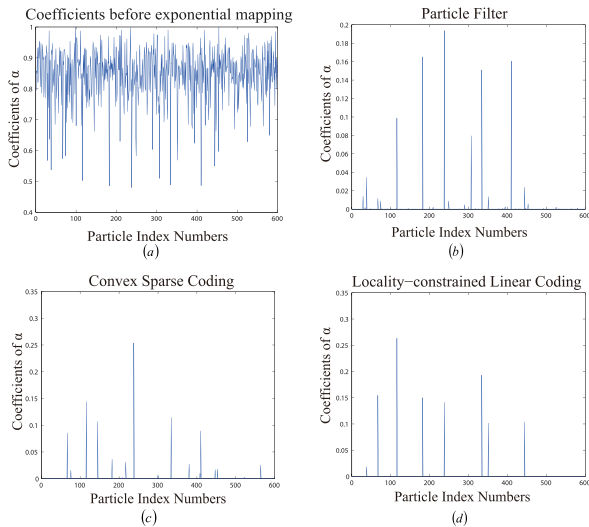 Coefficients before exponential mapping
Coefficients of α
1
0.9
0.8
0.7
0.6
0.5
0.4
0 100 200 300 400 500 600
Particle Index Numbers
(a)
Particle Filter
Coefficients of α
0.2
0.18
0.16
0.14
0.12
0.1
0.08
0.06
0.04
0.02
0
0 100 200 300 400 500 600
Particle Index Numbers
(b)
Convex Sparse Coding
Coefficients of α
0.35
0.3
0.25
0.2
0.15
0.1
0.05
0
0 100 200 300 400 500 600
Particle Index Numbers
(c)
Locality−constrained Linear Coding
Coefficients of α
0.35
0.3
0.25
0.2
0.15
0.1
0.05
0
0 100 200 300 400 500 600
Particle Index Numbers
(d)